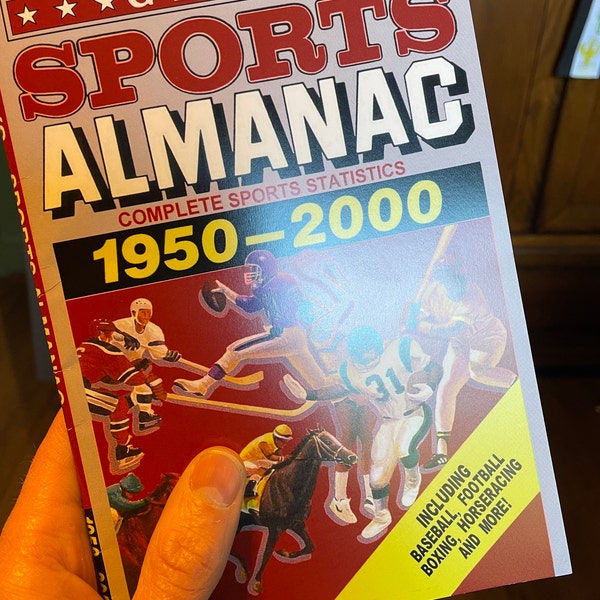 SPORTS
ALMANAC
COMPLETE SPORTS STATISTICS
1950-2000
31
INCLUDING
BASEBALL, FOOTBALL
BOXING, HORSERACING
AND MORE!